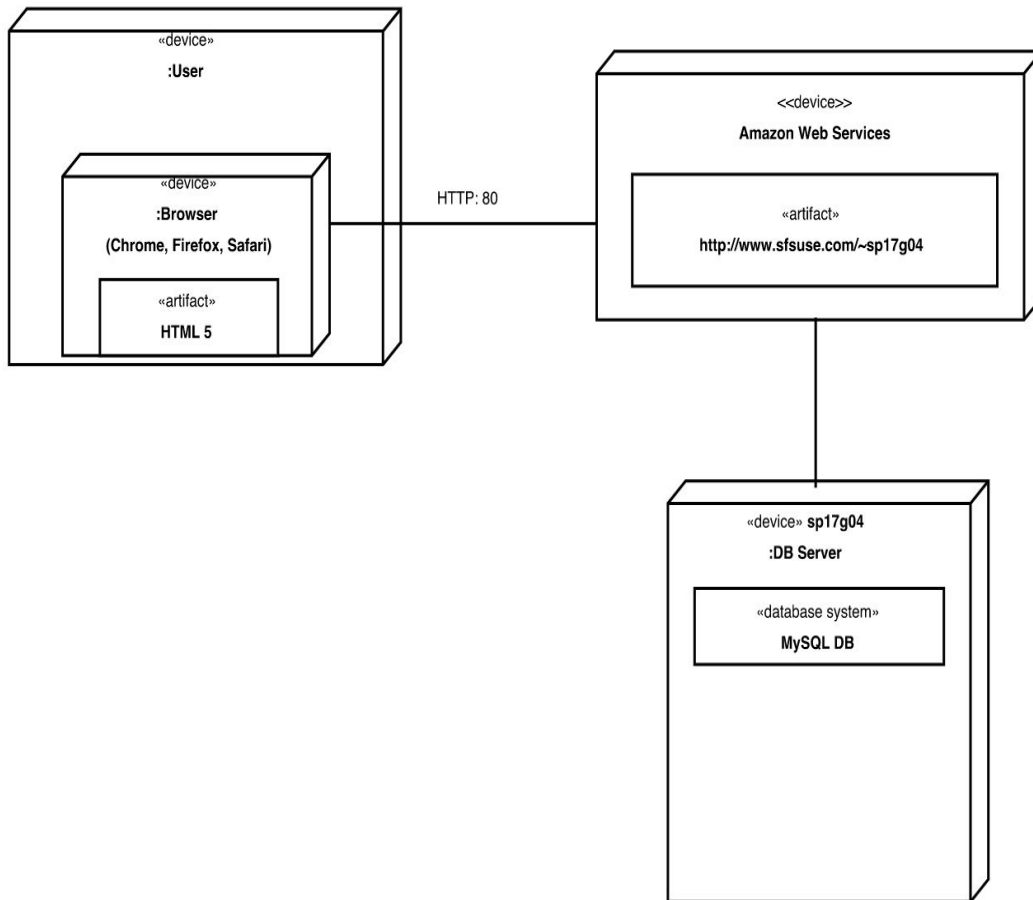 «device»
:User
«device»
:Browser
(Chrome, Firefox, Safari)
«artifact»
HTML 5
HTTP: 80
<<device>>
Amazon Web Services
«artifact»
http://www.sfsuse.com/~sp17g04
«device» sp17g04
:DB Server
«database system»
MySQL DB